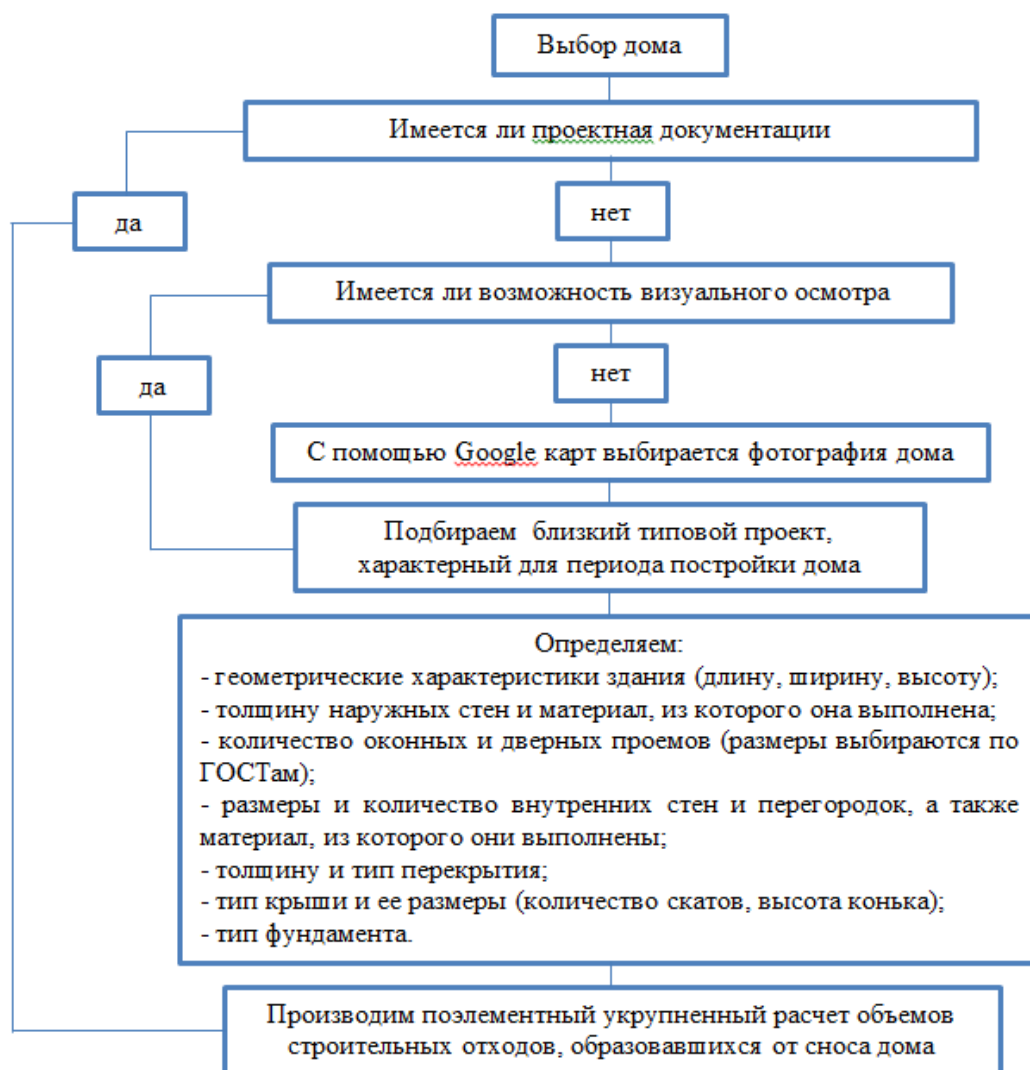 Выбор дома
Имеется ли проектная документации
да
нет
Имеется ли возможность визуального осмотра
да
нет
С помощью Google карт выбирается фотография дома
Подбираем близкий типовой проект,
характерный для периода постройки дома
Определяем:
- геометрические характеристики здания (длину, ширину, высоту);
- толщину наружных стен и материал, из которого она выполнена;
- количество оконных и дверных проемов (размеры выбираются по
ГОСТам);
- размеры и количество внутренних стен и перегородок, а также
материал, из которого они выполнены;
- толщину и тип перекрытия;
- тип крыши и ее размеры (количество скатов, высота конька);
- тип фундамента.
Производим поэлементный укрупненный расчет объемов
строительных отходов, образовавшихся от сноса дома